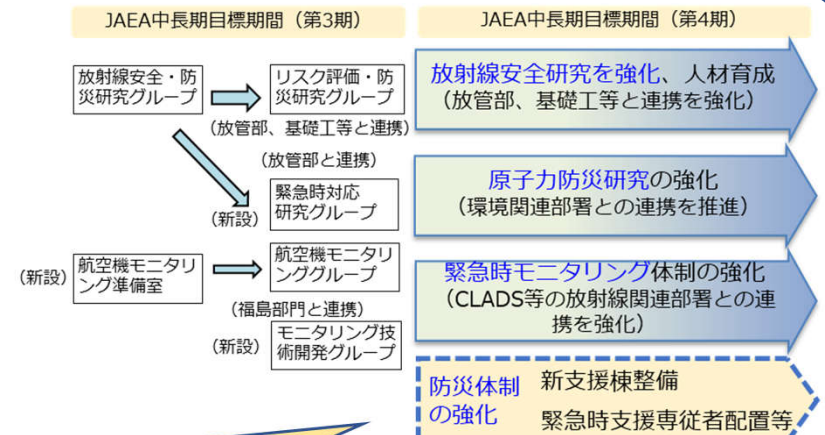 JAEA中長期目標期間（第3期）
JAEA中長期目標期間（第4期）
放射線安全・防
災研究グループ
リスク評価・防
災研究グループ
（放管部、基礎工等と連携）
放射線安全研究を強化、人材育成
（放管部、基礎工等と連携を強化）
（放管部と連携）
（新設）
緊急時対応
研究グループ
原子力防災研究の強化
（環境関連部署との連携を推進）
（新設）
航空機モニタリ
ング準備室
航空機モニタリ
ンググループ
（福島部門と連携）
（新設）
モニタリング技
術開発グループ
緊急時モニタリング体制の強化
（CLADS等の放射線関連部署との連
携を強化）
防災体制
の強化
新支援棟整備
緊急時支援専従者配置等